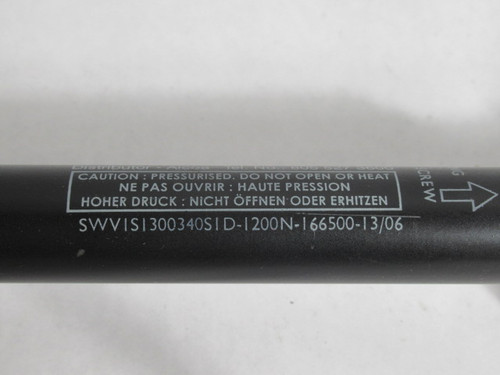 CAUTION : PRESSURISED. DO NOT OPEN OR HEAT
NE PAS OUVRIR : HAUTE PRESSION
HOHER DRUCK : NICHT ÖFFNEN ODER ERHITZEN
SWV1S1300340S1D-1200N-166500-13/06